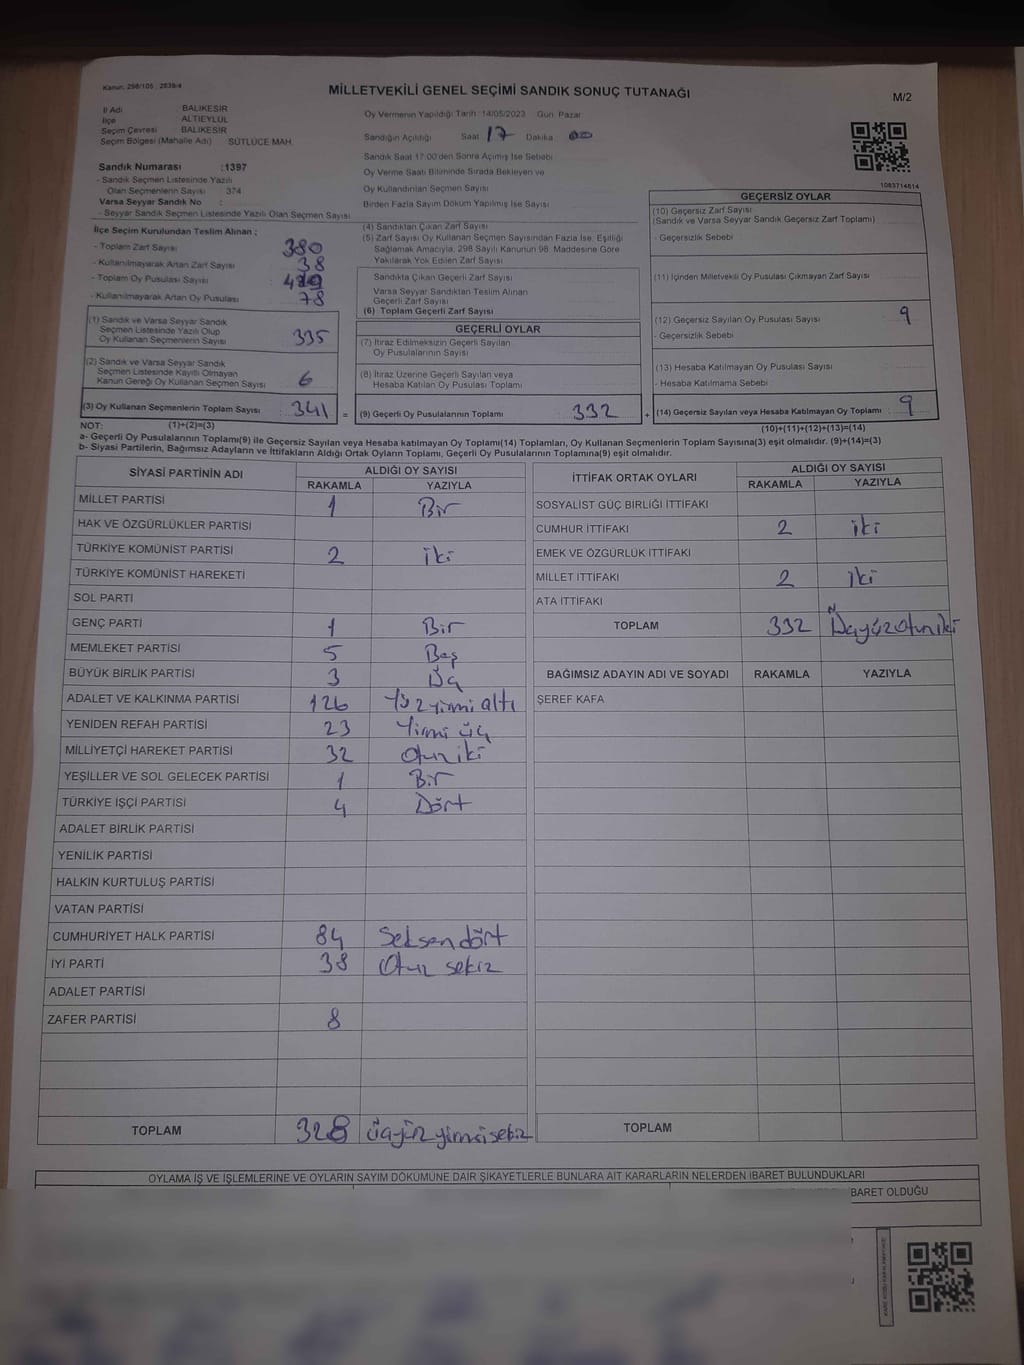 Kanun: 298/105 ; 2839/4
MİLLETVEKİLİ GENEL SEÇİMİ SANDIK SONUÇ TUTANAĞI
M/2
İl Adı BALIKESİR
İlçe ALTIEYLÜL
Seçim Çevresi BALIKESİR
Seçim Bölgesi (Mahalle Adı) SÜTLÜCE MAH.
Oy Vermenin Yapıldığı Tarih :14/05/2023 Gün: Pazar
Sandığın Açıldığı Saat 17 Dakika 00
Sandık Saat 17:00'den Sonra Açmış İse Sebebi
Oy Verme Saati Bitiminde Sırada Bekleyen ve
Oy Kullandırılan Seçmen Sayısı
Birden Fazla Sayım Döküm Yapılmış İse Sayısı
Sandık Numarası :1397
- Sandık Seçmen Listesinde Yazılı
Olan Seçmenlerin Sayısı 374
Varsa Seyyar Sandık No :
- Seyyar Sandık Seçmen Listesinde Yazılı Olan Seçmen Sayısı
İlçe Seçim Kurulundan Teslim Alınan ;
- Toplam Zarf Sayısı 380
- Kullanılmayarak Artan Zarf Sayısı 38
- Toplam Oy Pusulası Sayısı :
- Kullanılmayarak Artan Oy Pusulası 78
(1) Sandık ve Varsa Seyyar Sandık
Seçmen Listesinde Yazılı Olup
Oy Kullanan Seçmenlerin Sayısı 335
(2) Sandık ve Varsa Seyyar Sandık
Seçmen Listesinde Kayıtlı Olmayan
Kanun Gereği Oy Kullanan Seçmen Sayısı 6
(3) Oy Kullanan Seçmenlerin Toplam Sayısı : 341
(4) Sandıktan Çıkan Zarf Sayısı
(5) Zarf Sayısı Oy Kullanan Seçmen Sayısından Fazla İse, Eşitliği
Sağlamak Amacıyla, 298 Sayılı Kanunun 98. Maddesine Göre
Yakılarak Yok Edilen Zarf Sayısı
Sandıkta Çıkan Geçerli Zarf Sayısı
Varsa Seyyar Sandıktan Teslim Alınan
Geçerli Zarf Sayısı
(6) Toplam Geçerli Zarf Sayısı
GEÇERLİ OYLAR
(7) İtiraz Edilmeksizin Geçerli Sayılan
Oy Pusulalarının Sayısı
(8) İtiraz Üzerine Geçerli Sayılan veya
Hesaba Katılan Oy Pusulası Toplamı
= (9) Geçerli Oy Pusulalarının Toplamı : 332
1083714614
GEÇERSİZ OYLAR
(10) Geçersiz Zarf Sayısı
(Sandık ve Varsa Seyyar Sandık Geçersiz Zarf Toplamı)
- Geçersizlik Sebebi
(11) İçinden Milletvekili Oy Pusulası Çıkmayan Zarf Sayısı
(12) Geçersiz Sayılan Oy Pusulası Sayısı 9
- Geçersizlik Sebebi
(13) Hesaba Katılmayan Oy Pusulası Sayısı
- Hesaba Katılmama Sebebi
+ (14) Geçersiz Sayılan veya Hesaba Katılmayan Oy Toplamı : 9
NOT: (1)+(2)=(3)
(10)+(11)+(12)+(13)=(14)
a- Geçerli Oy Pusulalarının Toplamı(9) ile Geçersiz Sayılan veya Hesaba katılmayan Oy Toplamı(14) Toplamları, Oy Kullanan Seçmenlerin Toplam Sayısına(3) eşit olmalıdır. (9)+(14)=(3)
b- Siyasi Partilerin, Bağımsız Adayların ve İttifakların Aldığı Ortak Oyların Toplamı, Geçerli Oy Pusulalarının Toplamına(9) eşit olmalıdır.
SİYASİ PARTİNİN ADI
ALDIĞI OY SAYISI
RAKAMLA YAZIYLA
MİLLET PARTİSİ 1 Bir
HAK VE ÖZGÜRLÜKLER PARTİSİ
TÜRKİYE KOMÜNİST PARTİSİ 2 iki
TÜRKİYE KOMÜNİST HAREKETİ
SOL PARTİ
GENÇ PARTİ 1 Bir
MEMLEKET PARTİSİ 5 Beş
BÜYÜK BİRLİK PARTİSİ 3 Üç
ADALET VE KALKINMA PARTİSİ 126 Yüz yirmi altı
YENİDEN REFAH PARTİSİ 23 Yirmi üç
MİLLİYETÇİ HAREKET PARTİSİ 32 Otuz iki
YEŞİLLER VE SOL GELECEK PARTİSİ 1 Bir
TÜRKİYE İŞÇİ PARTİSİ 4 Dört
ADALET BİRLİK PARTİSİ
YENİLİK PARTİSİ
HALKIN KURTULUŞ PARTİSİ
VATAN PARTİSİ
CUMHURİYET HALK PARTİSİ 84 Seksen dört
İYİ PARTİ 38 Otuz sekiz
ADALET PARTİSİ
ZAFER PARTİSİ 8
TOPLAM 328 üçyüz yirmi sekiz
İTTİFAK ORTAK OYLARI
ALDIĞI OY SAYISI
RAKAMLA YAZIYLA
SOSYALİST GÜÇ BİRLİĞİ İTTİFAKI
CUMHUR İTTİFAKI 2 iki
EMEK VE ÖZGÜRLÜK İTTİFAKI
MİLLET İTTİFAKI 2 iki
ATA İTTİFAKI
TOPLAM 332 Üçyüzotuziki
BAĞIMSIZ ADAYIN ADI VE SOYADI RAKAMLA YAZIYLA
ŞEREF KAFA
TOPLAM
OYLAMA İŞ VE İŞLEMLERİNE VE OYLARIN SAYIM DÖKÜMÜNE DAİR ŞİKAYETLERLE BUNLARA AİT KARARLARIN NELERDEN İBARET BULUNDUKLARI
BARET OLDUĞU